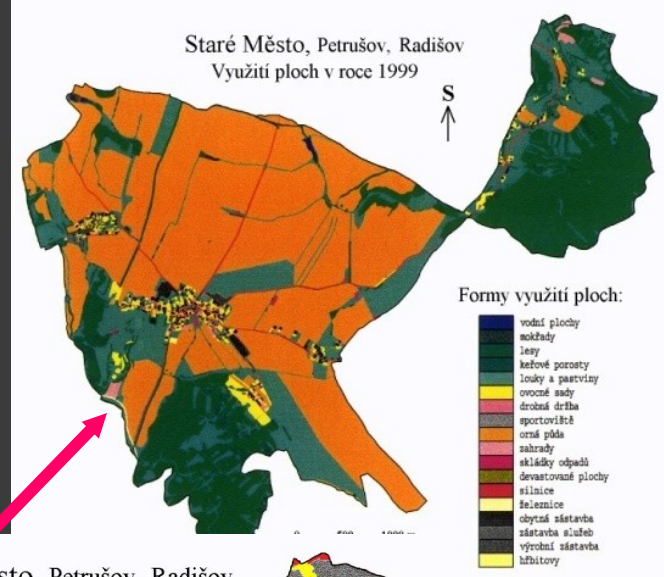 Staré Město, Petrušov, Radišov
Využití ploch v roce 1999
S
Formy využití ploch:
vodní plochy
mokřady
lesy
keřové porosty
louky a pastviny
ovocné sady
drobná držba
sportoviště
orná půda
zahrady
skládky odpadů
devastované plochy
silnice
železnice
obytná zástavba
zástavba služeb
výrobní zástavba
hřbitovy
Petrušov, Radišov